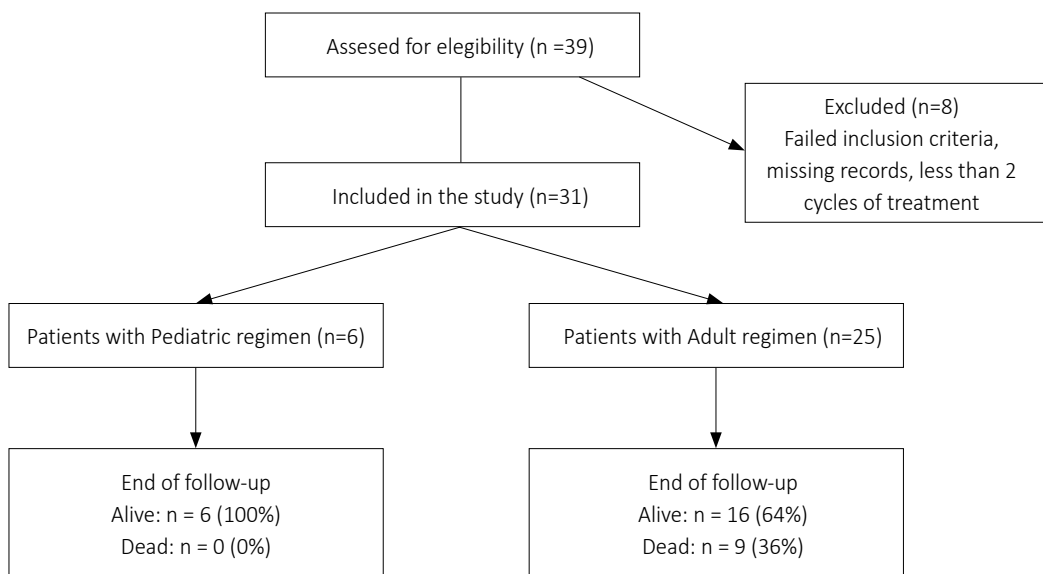 Assesed for elegibility (n =39)
Excluded (n=8)
Failed inclusion criteria,
missing records, less than 2
cycles of treatment
Included in the study (n=31)
Patients with Pediatric regimen (n=6)
Patients with Adult regimen (n=25)
End of follow-up
Alive: n = 6 (100%)
Dead: n = 0 (0%)
End of follow-up
Alive: n = 16 (64%)
Dead: n = 9 (36%)